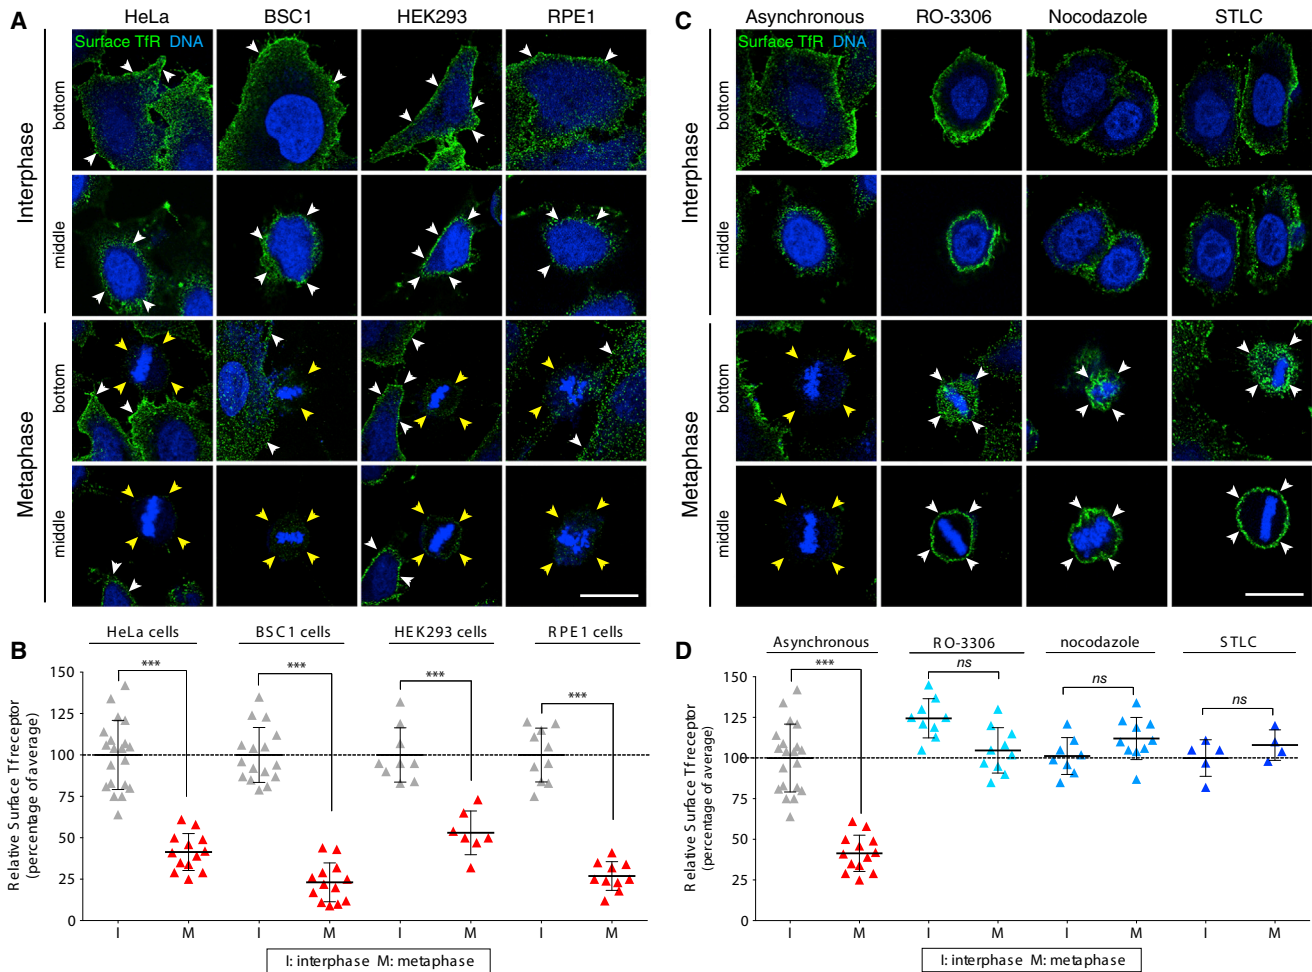 A
HeLa
BSC1
HEK293
RPE1
Surface TfR DNA
Interphase
bottom
middle
Metaphase
bottom
middle
B
HeLa cells
BSC1 cells
HEK293 cells
RPE1 cells
Relative Surface Tf receptor
(percentage of average)
150
125
100
75
50
25
0
***
***
***
***
I
M
I
M
I
M
I
M
I: interphase M: metaphase
C
Asynchronous
RO-3306
Nocodazole
STLC
Surface TfR DNA
Interphase
bottom
middle
Metaphase
bottom
middle
D
Asynchronous
RO-3306
nocodazole
STLC
Relative Surface Tf receptor
(percentage of average)
150
125
100
75
50
25
0
***
ns
ns
ns
I
M
I
M
I
M
I
M
I: interphase M: metaphase